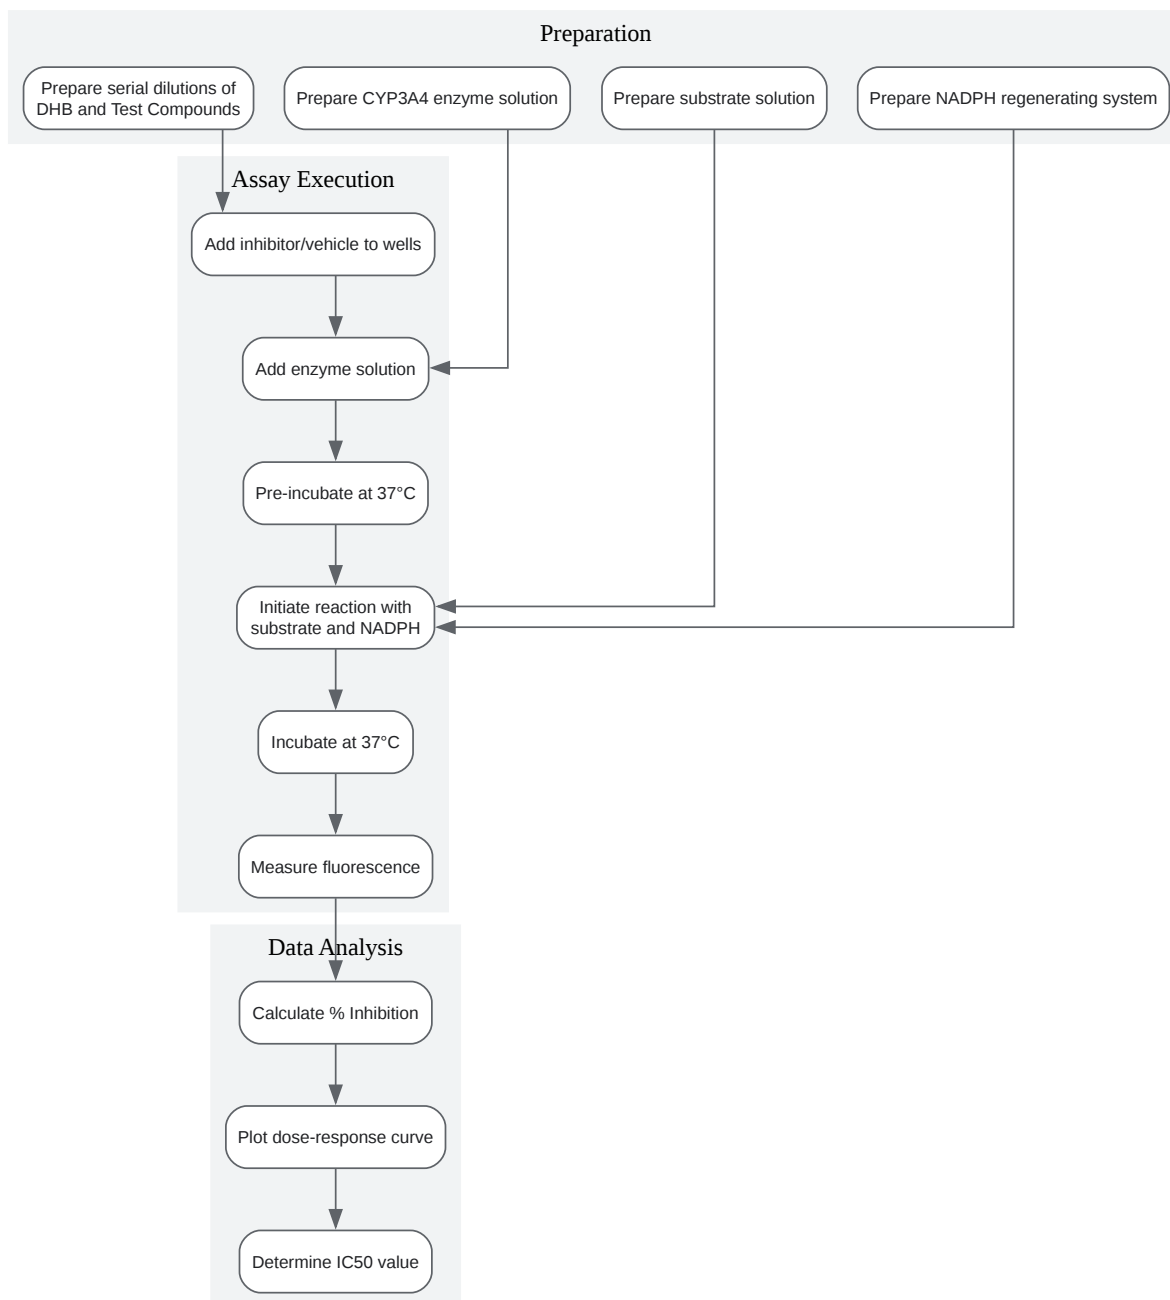 Preparation
Prepare serial dilutions of
DHB and Test Compounds
Prepare CYP3A4 enzyme solution
Prepare substrate solution
Prepare NADPH regenerating system
Assay Execution
Add inhibitor/vehicle to wells
Add enzyme solution
Pre-incubate at 37°C
Initiate reaction with
substrate and NADPH
Incubate at 37°C
Measure fluorescence
Data Analysis
Calculate % Inhibition
Plot dose-response curve
Determine IC50 value